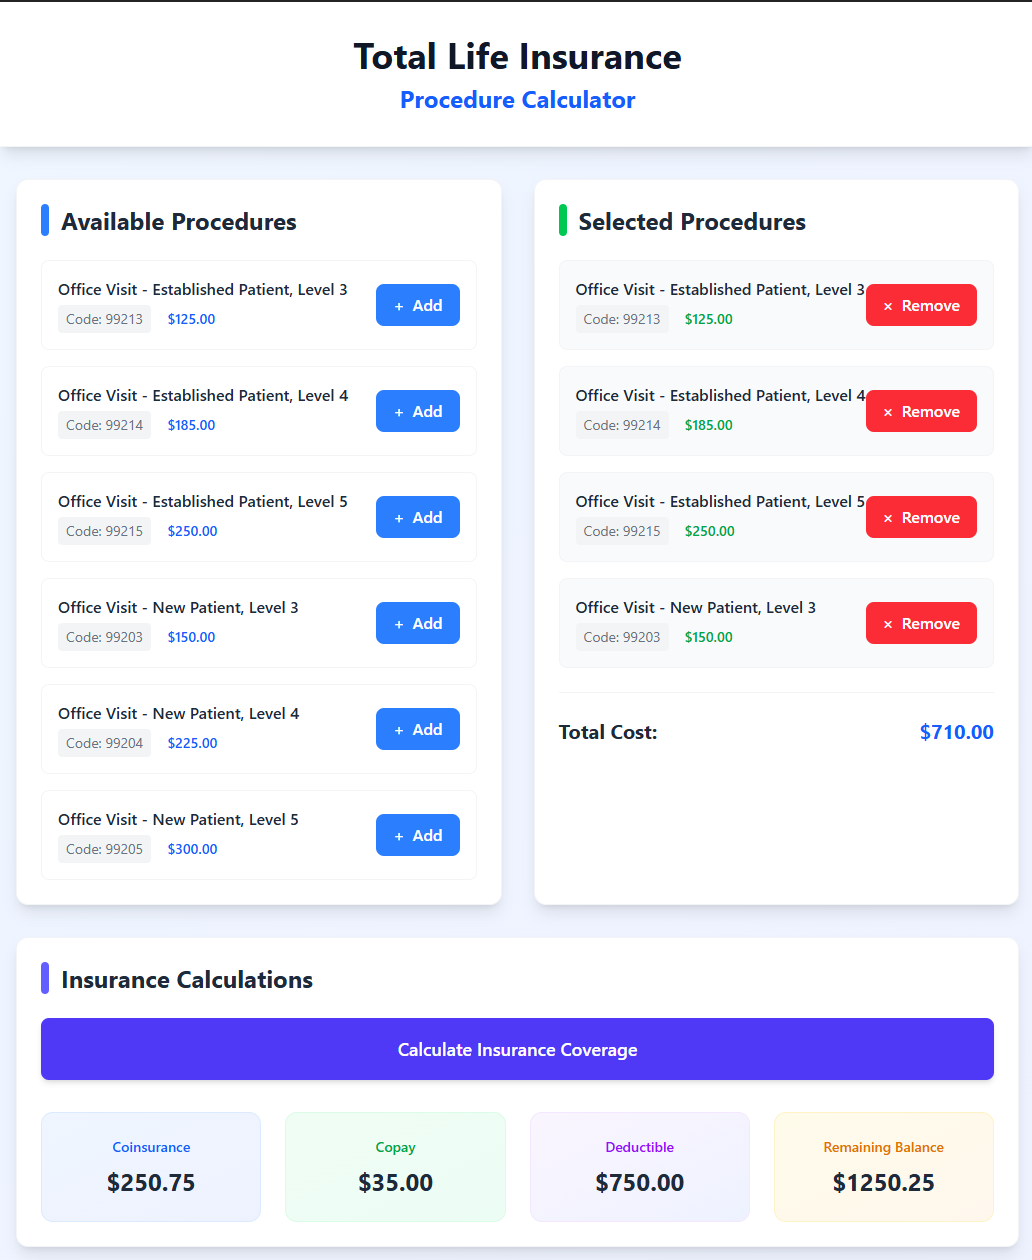 Total Life Insurance
Procedure Calculator
Available Procedures
Office Visit - Established Patient, Level 3
Code: 99213 $125.00
+ Add
Office Visit - Established Patient, Level 4
Code: 99214 $185.00
+ Add
Office Visit - Established Patient, Level 5
Code: 99215 $250.00
+ Add
Office Visit - New Patient, Level 3
Code: 99203 $150.00
+ Add
Office Visit - New Patient, Level 4
Code: 99204 $225.00
+ Add
Office Visit - New Patient, Level 5
Code: 99205 $300.00
+ Add
Selected Procedures
Office Visit - Established Patient, Level 3
Code: 99213 $125.00
× Remove
Office Visit - Established Patient, Level 4
Code: 99214 $185.00
× Remove
Office Visit - Established Patient, Level 5
Code: 99215 $250.00
× Remove
Office Visit - New Patient, Level 3
Code: 99203 $150.00
× Remove
Total Cost: $710.00
Insurance Calculations
Calculate Insurance Coverage
Coinsurance
$250.75
Copay
$35.00
Deductible
$750.00
Remaining Balance
$1250.25